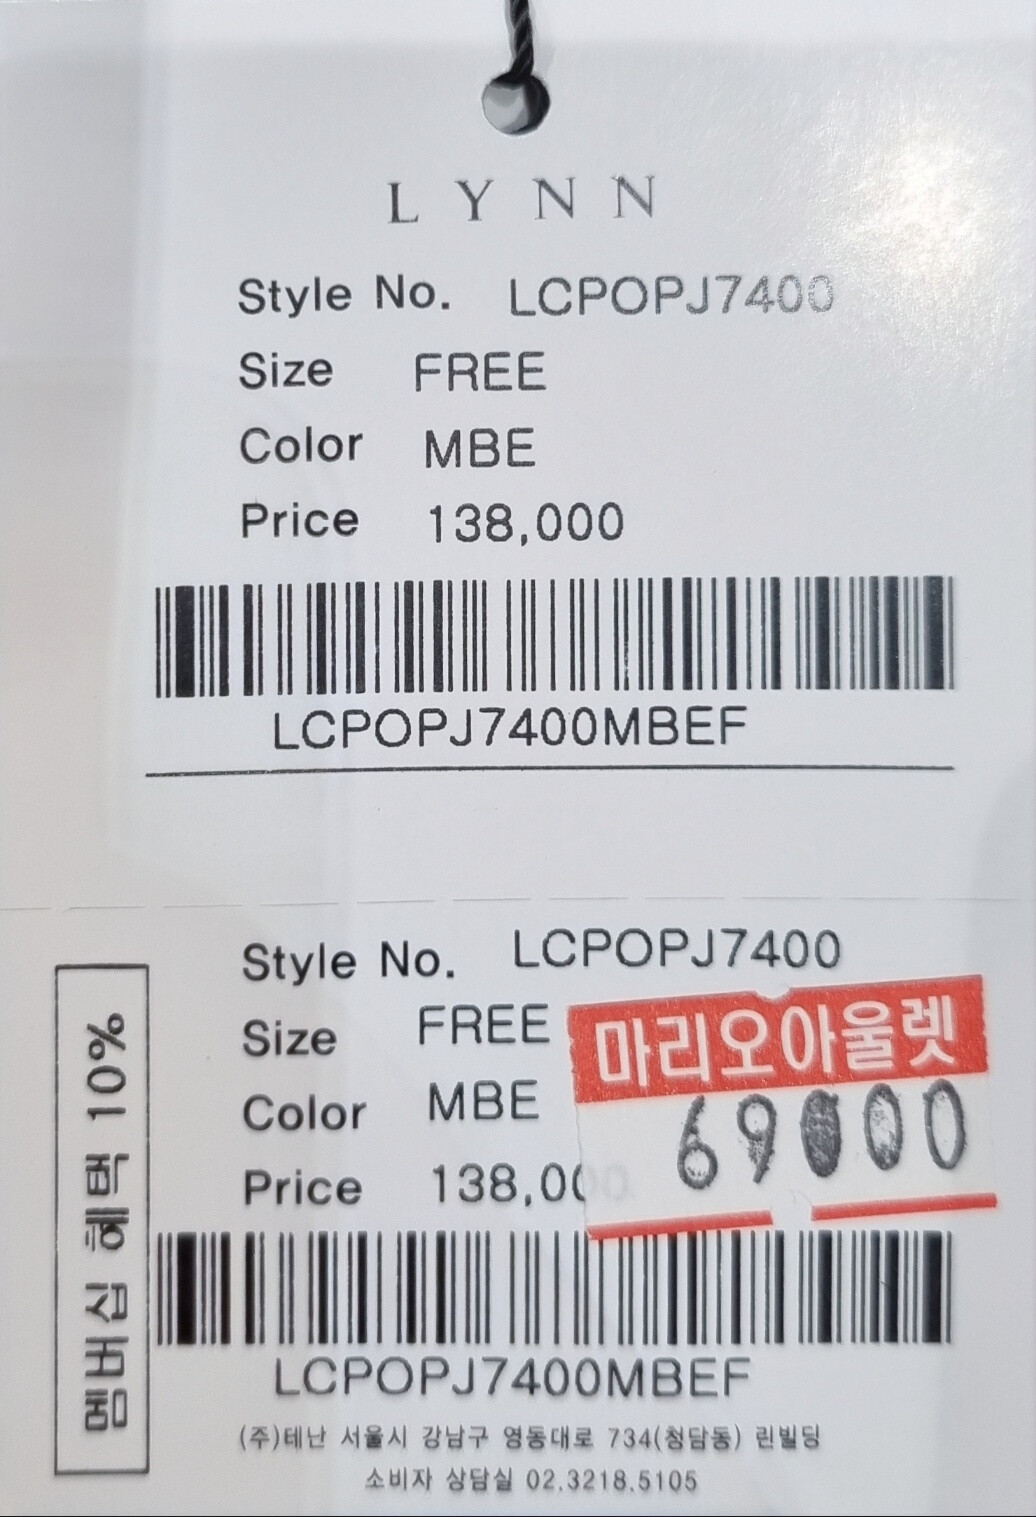 LYNN
Style No. LCPOPJ7400
Size FREE
Color MBE
Price 138,000
LCPOPJ7400MBEF
Style No. LCPOPJ7400
Size FREE
Color MBE
Price 138,00
마리오아울렛
69000
멤버십 혜택 10%
LCPOPJ7400MBEF
(주)테난 서울시 강남구 영동대로 734(청담동) 린빌딩
소비자 상담실 02.3218.5105